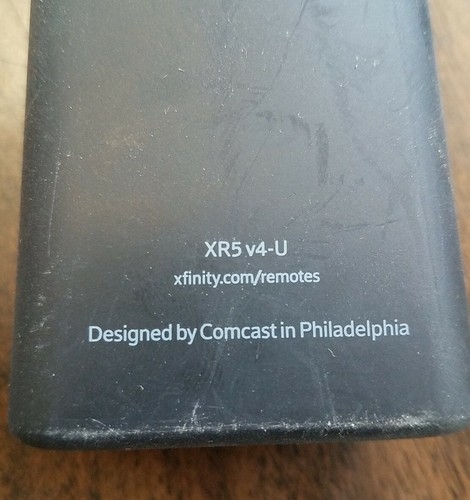 XR5 v4-U
xfinity.com/remotes
Designed by Comcast in Philadelphia